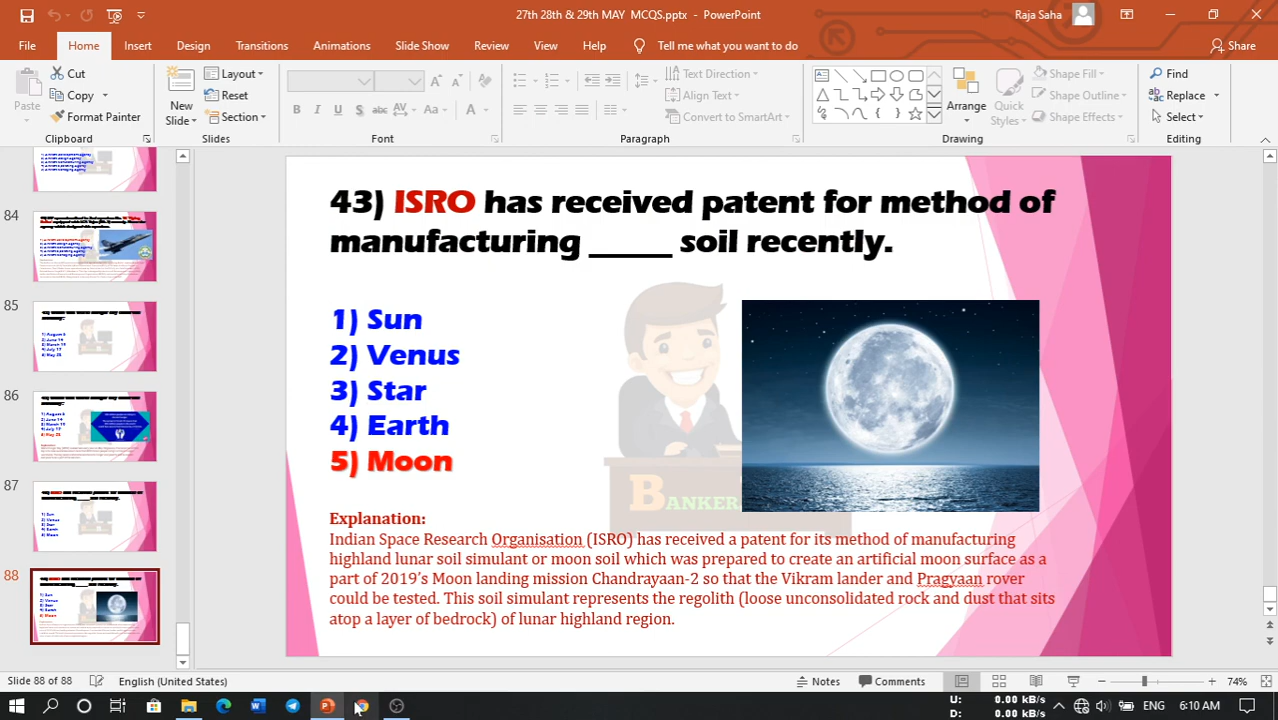 27th 28th & 29th MAY MCQS.pptx - PowerPoint
Raja Saha
File Home Insert Design Transitions Animations Slide Show Review View Help Tell me what you want to do Share
Paste
Cut
Copy
Format Painter
New Slide
Layout
Reset
Section
Text Direction
Align Text
Convert to SmartArt
Arrange
Quick Styles
Shape Fill
Shape Outline
Shape Effects
Find
Replace
Select
Clipboard Slides Font Paragraph Drawing Editing
84
85
86
87
88
43) ISRO has received patent for method of
manufacturing _____ soil recently.
1) Sun
2) Venus
3) Star
4) Earth
5) Moon
BANKER
Explanation:
Indian Space Research Organisation (ISRO) has received a patent for its method of manufacturing
highland lunar soil simulant or moon soil which was prepared to create an artificial moon surface as a
part of 2019's Moon landing mission Chandrayaan-2 so that the Vikram lander and Pragyaan rover
could be tested. This soil simulant represents the regolith (loose unconsolidated rock and dust that sits
atop a layer of bedrock) of lunar highland region.
Slide 88 of 88 English (United States) Notes Comments 74%
U: 0.00 kB/s
D: 0.00 kB/s
ENG 6:10 AM